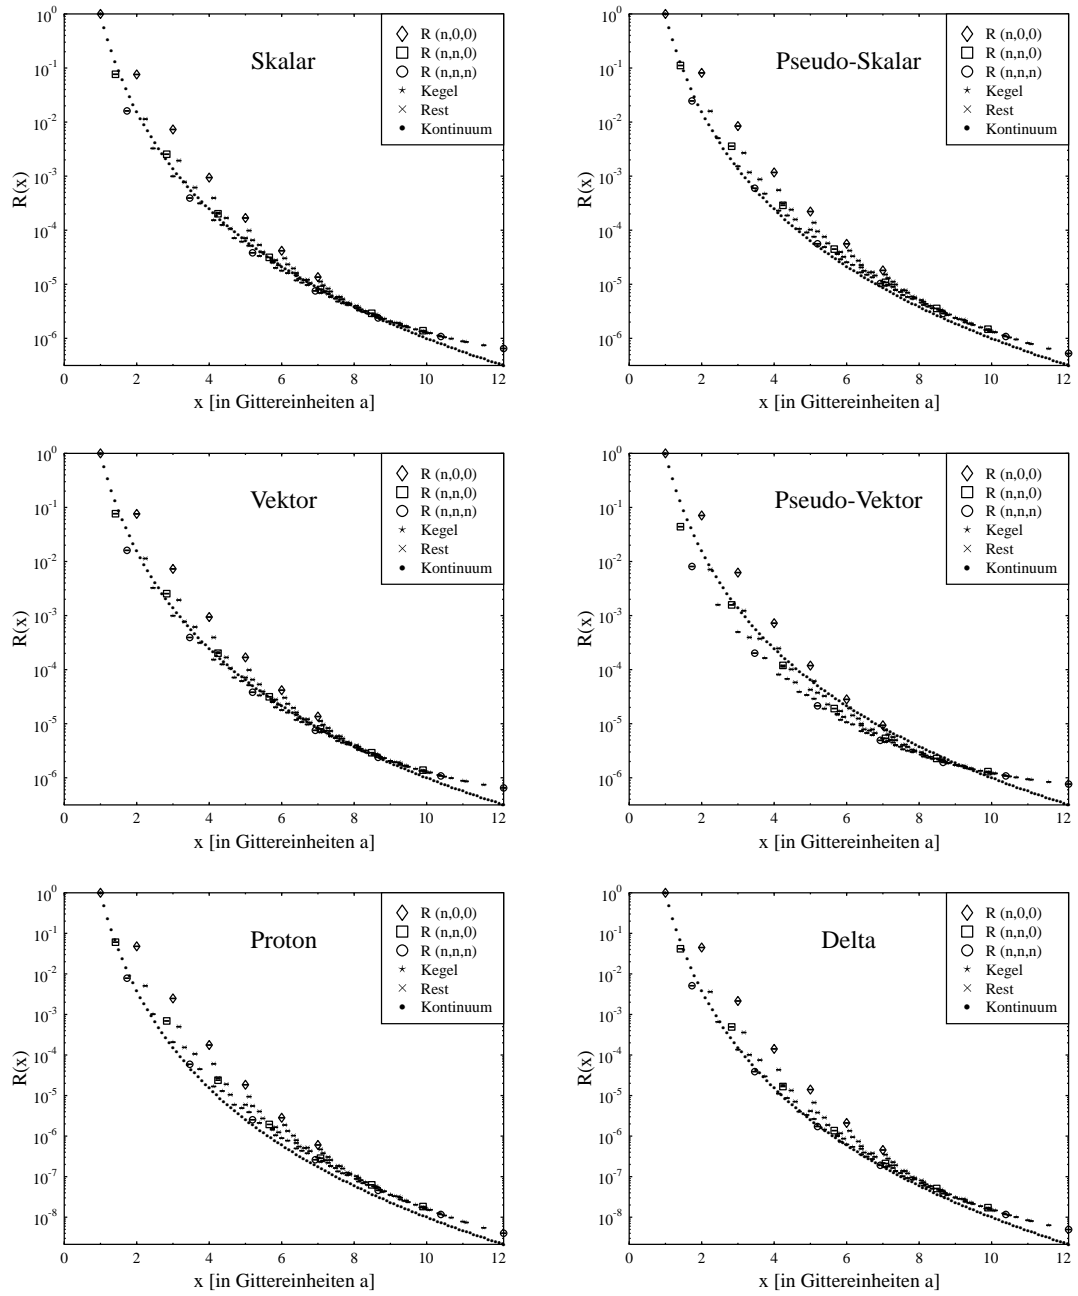 Skalar
R (n,0,0)
R (n,n,0)
R (n,n,n)
Kegel
Rest
Kontinuum
10^0
10^-1
10^-2
10^-3
10^-4
10^-5
10^-6
R(x)
0 2 4 6 8 10 12
x [in Gittereinheiten a]
Pseudo-Skalar
R (n,0,0)
R (n,n,0)
R (n,n,n)
Kegel
Rest
Kontinuum
10^0
10^-1
10^-2
10^-3
10^-4
10^-5
10^-6
R(x)
0 2 4 6 8 10 12
x [in Gittereinheiten a]
Vektor
R (n,0,0)
R (n,n,0)
R (n,n,n)
Kegel
Rest
Kontinuum
10^0
10^-1
10^-2
10^-3
10^-4
10^-5
10^-6
R(x)
0 2 4 6 8 10 12
x [in Gittereinheiten a]
Pseudo-Vektor
R (n,0,0)
R (n,n,0)
R (n,n,n)
Kegel
Rest
Kontinuum
10^0
10^-1
10^-2
10^-3
10^-4
10^-5
10^-6
R(x)
0 2 4 6 8 10 12
x [in Gittereinheiten a]
Proton
R (n,0,0)
R (n,n,0)
R (n,n,n)
Kegel
Rest
Kontinuum
10^0
10^-1
10^-2
10^-3
10^-4
10^-5
10^-6
10^-7
10^-8
R(x)
0 2 4 6 8 10 12
x [in Gittereinheiten a]
Delta
R (n,0,0)
R (n,n,0)
R (n,n,n)
Kegel
Rest
Kontinuum
10^0
10^-1
10^-2
10^-3
10^-4
10^-5
10^-6
10^-7
10^-8
R(x)
0 2 4 6 8 10 12
x [in Gittereinheiten a]